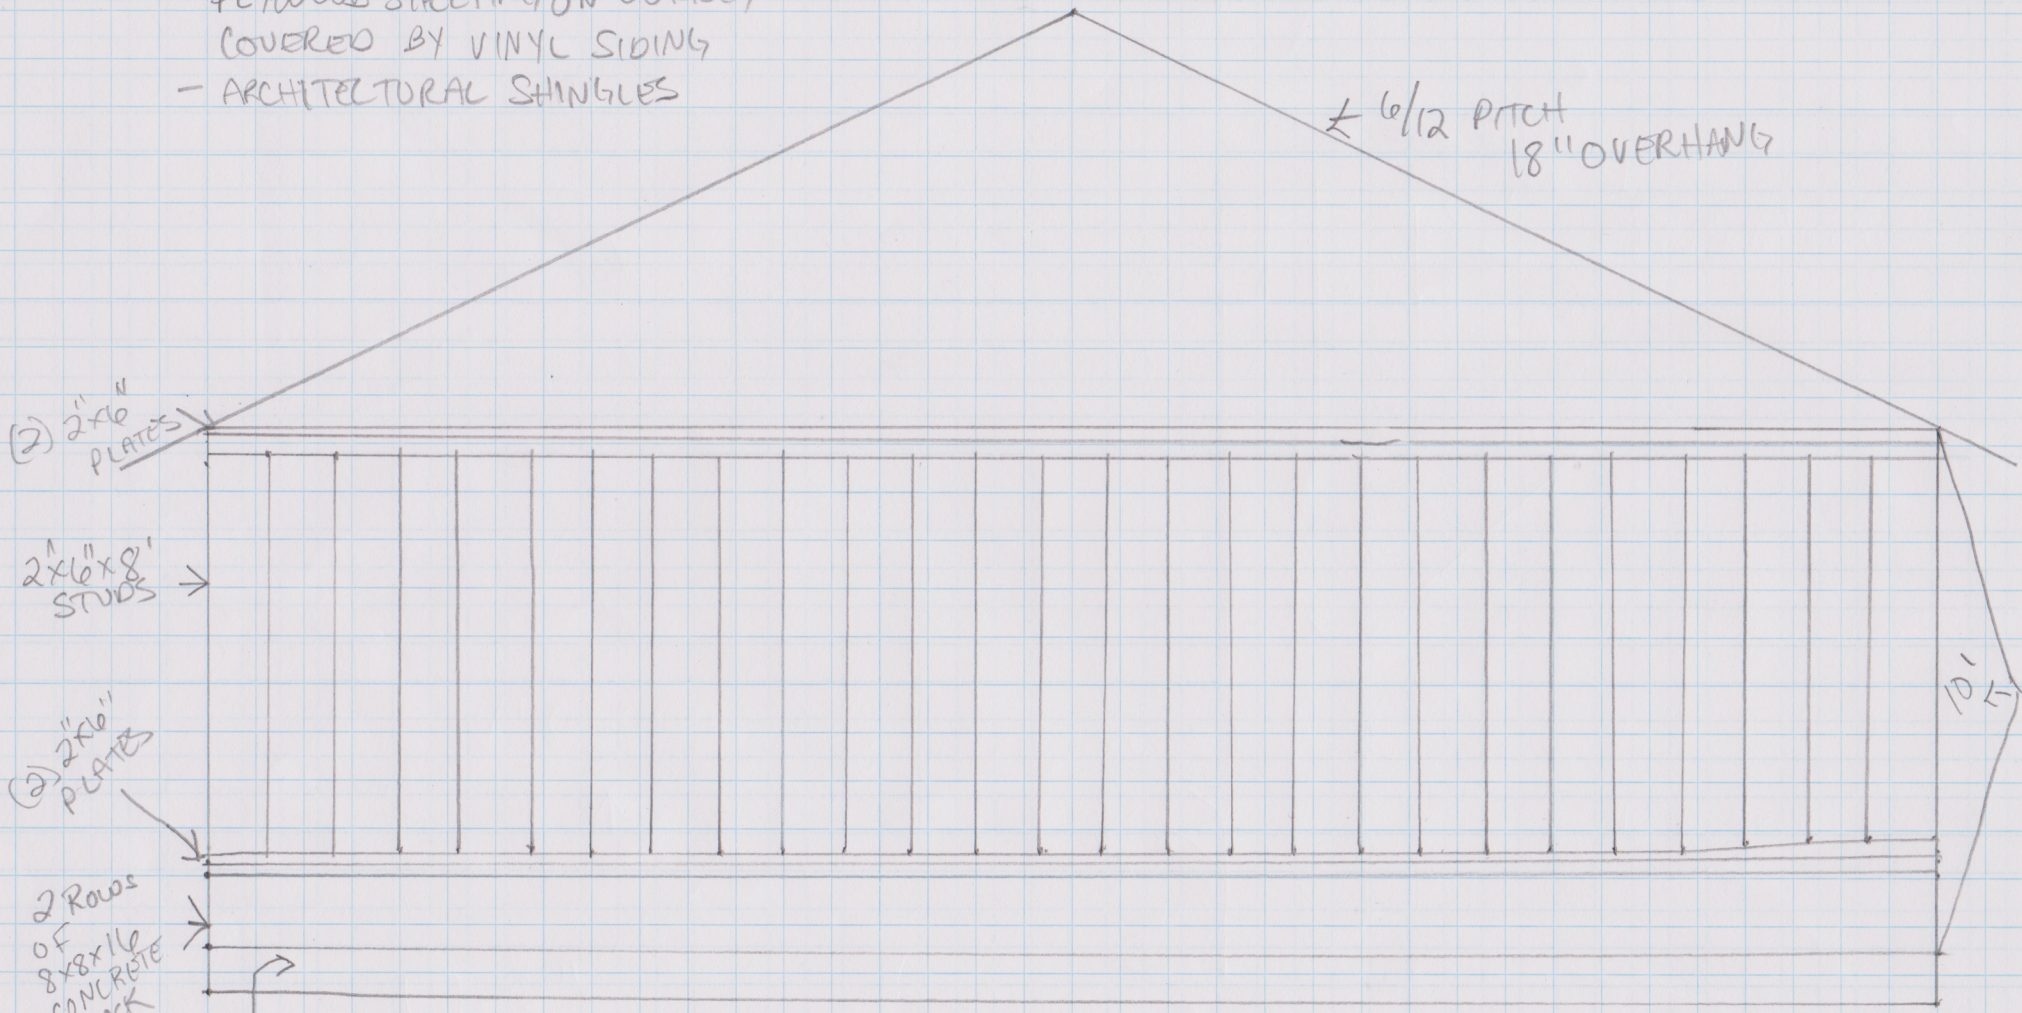 COVERED BY VINYL SIDING
- ARCHITECTURAL SHINGLES
6/12 PITCH
18" OVERHANG
(2) 2"x6"
PLATES
2"x6"x8'
STUDS
10'
(2) 2"x6"
PLATES
2 ROWS
OF
8x8x16
CONCRETE